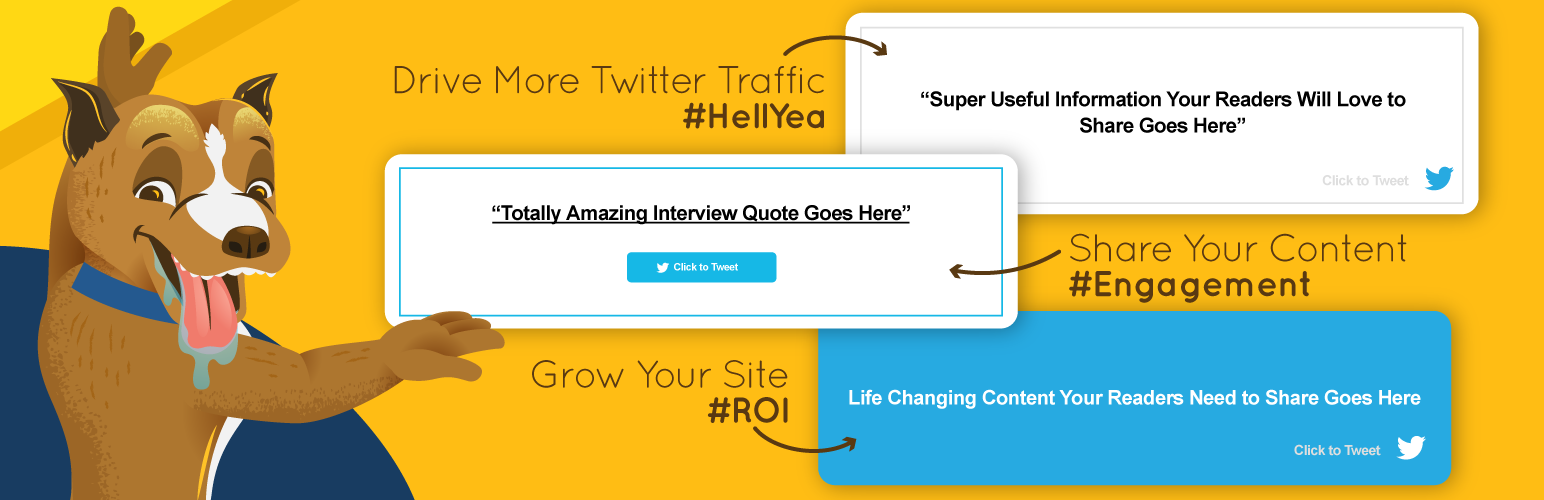 Drive More Twitter Traffic
#HellYea
“Super Useful Information Your Readers Will Love to
Share Goes Here”
Click to Tweet
“Totally Amazing Interview Quote Goes Here”
Click to Tweet
Share Your Content
#Engagement
Grow Your Site
#ROI
Life Changing Content Your Readers Need to Share Goes Here
Click to Tweet